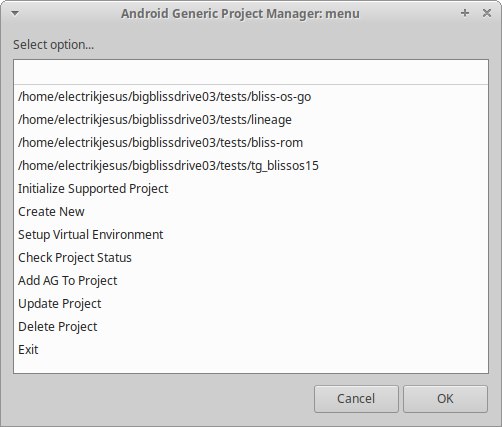 Android Generic Project Manager: menu
Select option...
/home/electrikjesus/bigblissdrive03/tests/bliss-os-go
/home/electrikjesus/bigblissdrive03/tests/lineage
/home/electrikjesus/bigblissdrive03/tests/bliss-rom
/home/electrikjesus/bigblissdrive03/tests/tg_blissos15
Initialize Supported Project
Create New
Setup Virtual Environment
Check Project Status
Add AG To Project
Update Project
Delete Project
Exit
Cancel
OK